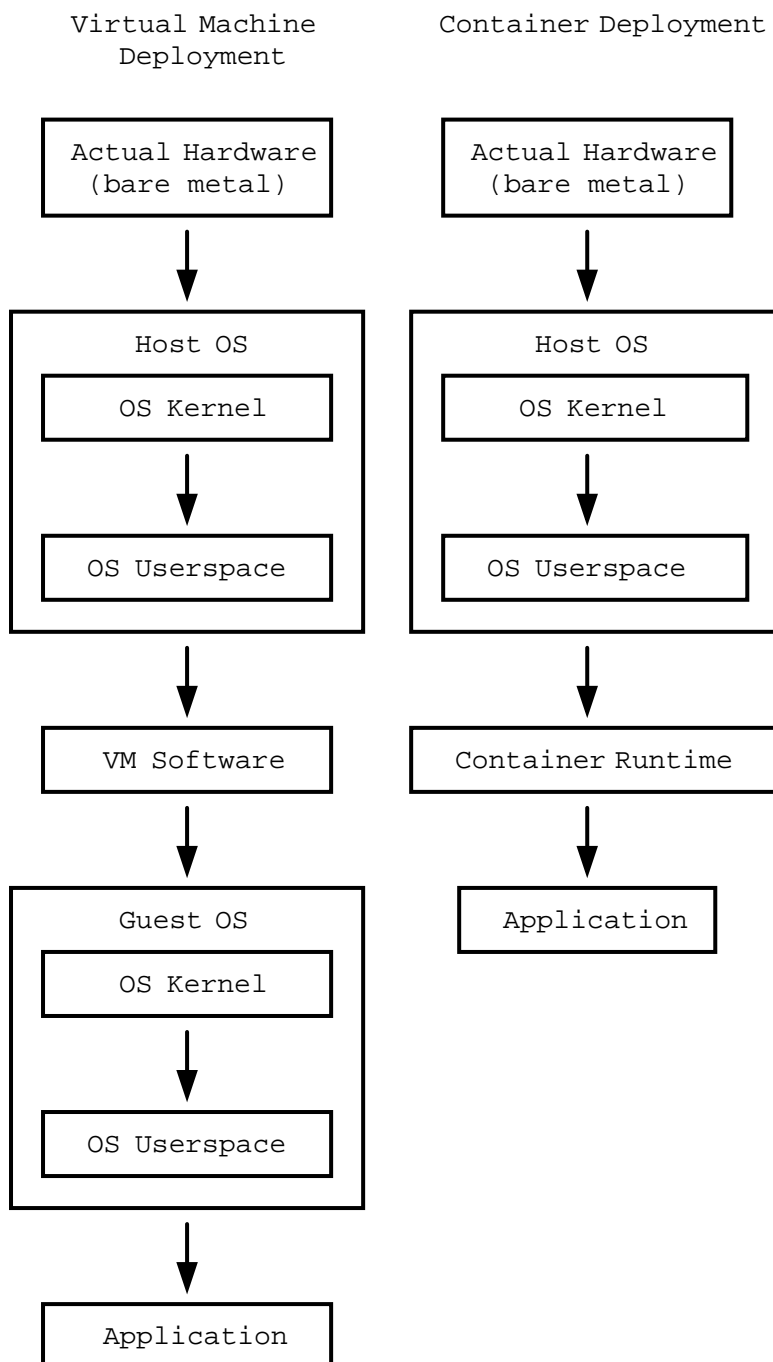 Virtual Machine
Deployment
Actual Hardware
(bare metal)
Host OS
OS Kernel
OS Userspace
VM Software
Guest OS
OS Kernel
OS Userspace
Application
Container Deployment
Actual Hardware
(bare metal)
Host OS
OS Kernel
OS Userspace
Container Runtime
Application